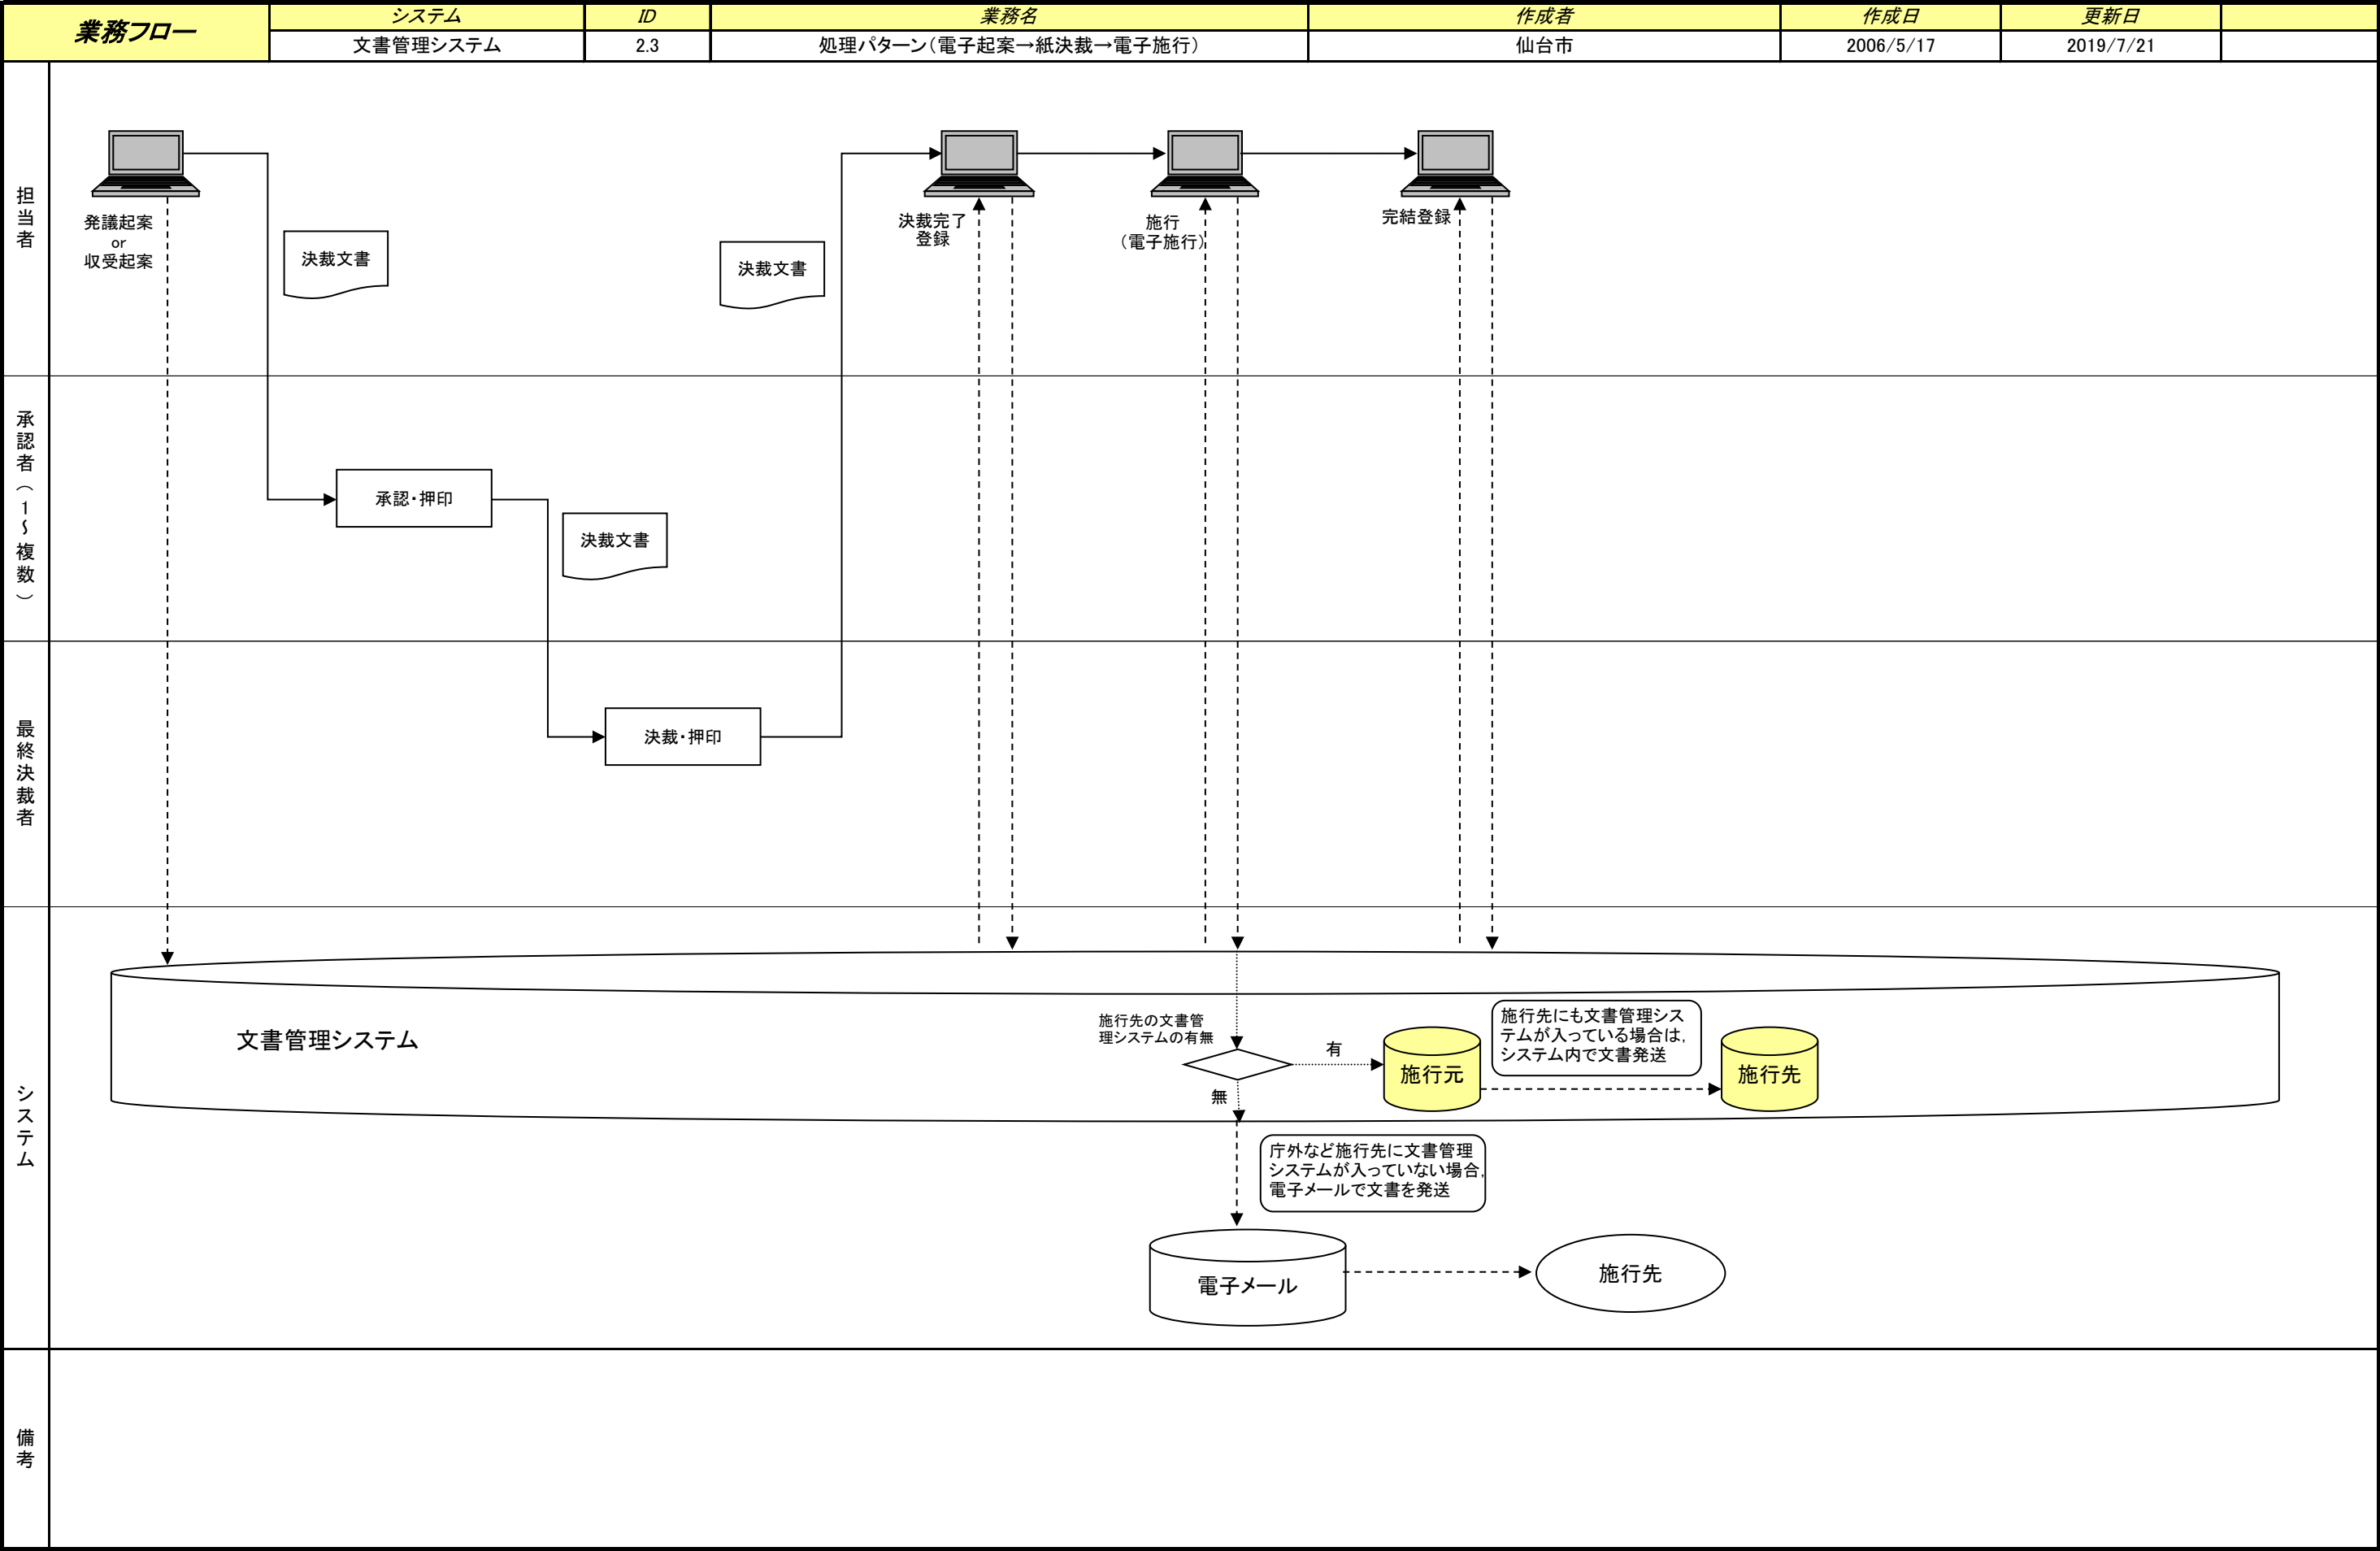 業務フロー
システム
ID
業務名
作成者
作成日
更新日
文書管理システム
2.3
処理パターン（電子起案→紙決裁→電子施行）
仙台市
2006/5/17
2019/7/21
担当者
発議起案
or
収受起案
決裁文書
決裁文書
決裁完了
登録
施行
（電子施行）
完結登録
承認者（1～複数）
承認・押印
決裁文書
最終決裁者
決裁・押印
システム
文書管理システム
施行先の文書管
理システムの有無
有
無
施行元
施行先にも文書管理シス
テムが入っている場合は，
システム内で文書発送
施行先
庁外など施行先に文書管理
システムが入っていない場合，
電子メールで文書を発送
電子メール
施行先
備考